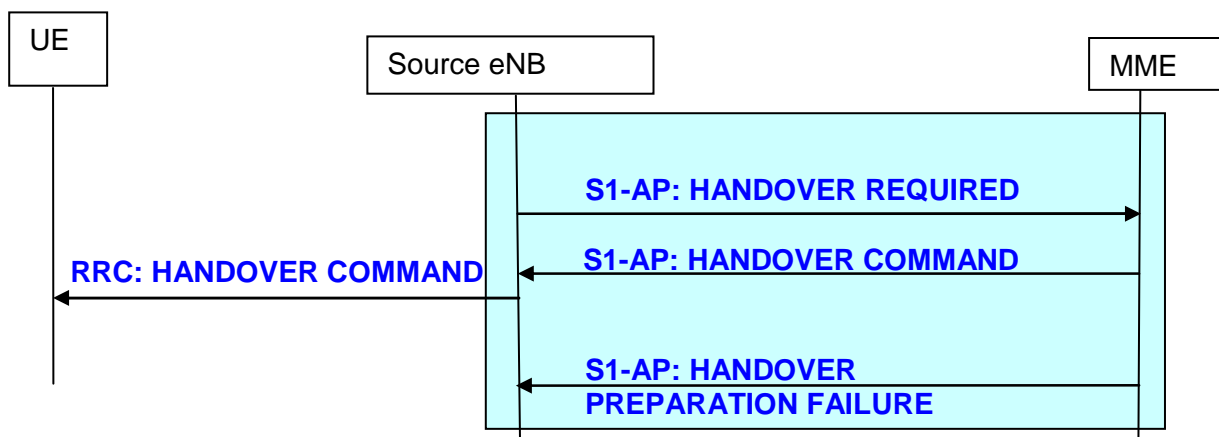 UE
Source eNB
MME
S1-AP: HANDOVER REQUIRED
S1-AP: HANDOVER COMMAND
RRC: HANDOVER COMMAND
S1-AP: HANDOVER
PREPARATION FAILURE